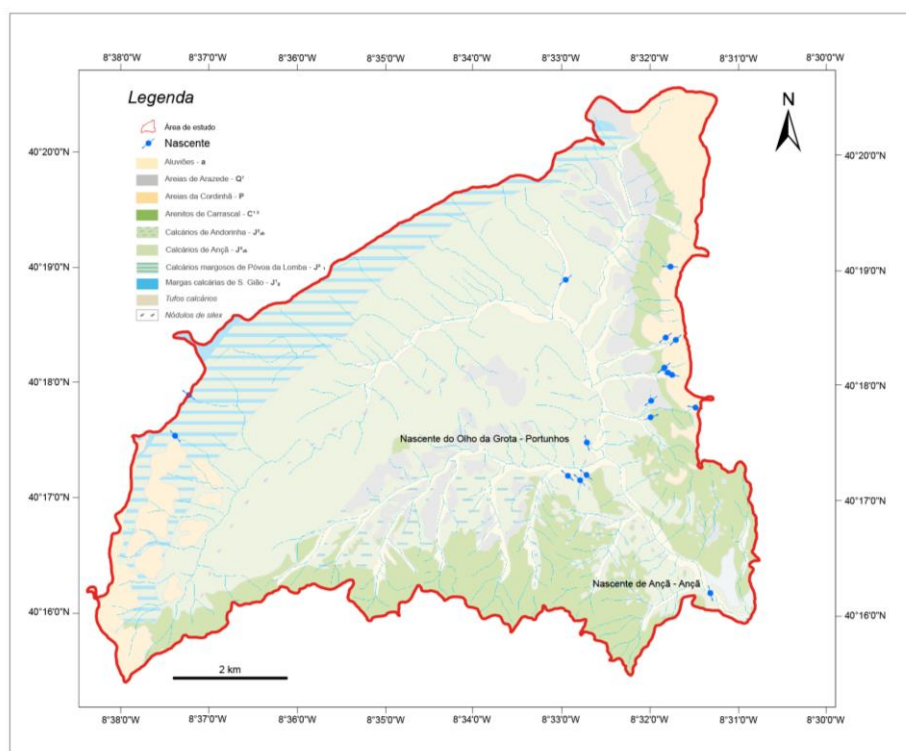 8°38'0"W 8°37'0"W 8°36'0"W 8°35'0"W 8°34'0"W 8°33'0"W 8°32'0"W 8°31'0"W 8°30'0"W
Legenda
Área de estudo
Nascente
Aluviões - a
Areias de Arazede - Q¹
Areias da Cordinhã - P
Arenitos de Carrascal - C¹⁻²
Calcários de Andorinha -
Calcários de Ançã -
Calcários margosos de Póvoa da Lomba -
Margas calcárias de S. Gião -
Tufos calcários
Nódulos de silex
N
40°20'0"N 40°20'0"N
40°19'0"N 40°19'0"N
40°18'0"N 40°18'0"N
Nascente do Olho da Grota - Portunhos
40°17'0"N 40°17'0"N
Nascente de Ançã - Ançã
40°16'0"N 40°16'0"N
2 km
8°38'0"W 8°37'0"W 8°36'0"W 8°35'0"W 8°34'0"W 8°33'0"W 8°32'0"W 8°31'0"W 8°30'0"W